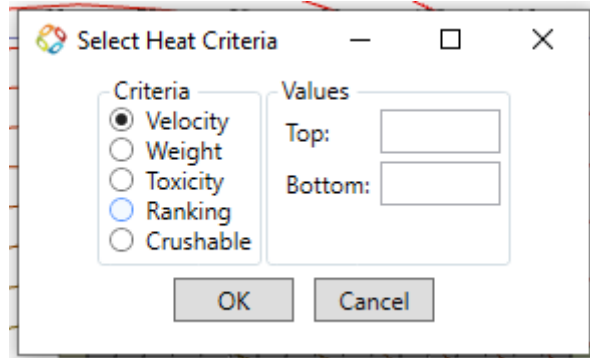 Select Heat Criteria
Criteria
Velocity
Weight
Toxicity
Ranking
Crushable
Values
Top:
Bottom:
OK
Cancel